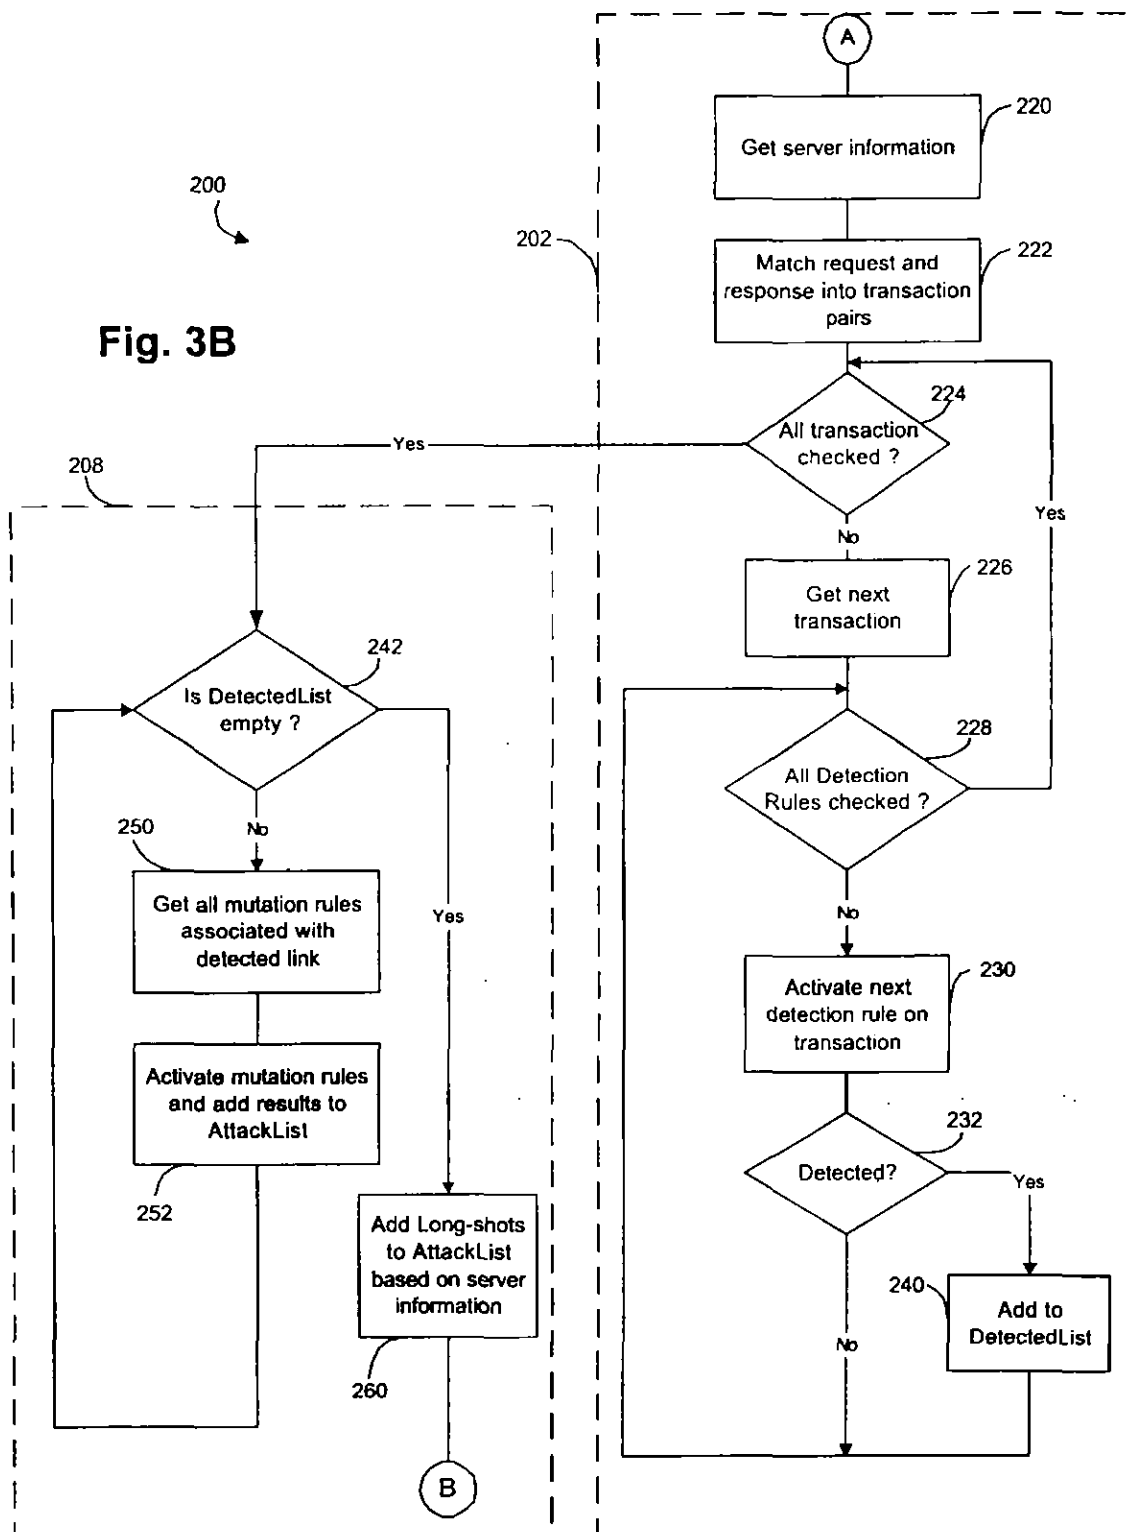 A
220
Get server information
200
202
222
Match request and
response into transaction
pairs
Fig. 3B
224
All transaction
checked ?
Yes
208
Yes
No
226
Get next
transaction
242
Is DetectedList
empty ?
228
All Detection
Rules checked ?
No
250
Get all mutation rules
associated with
detected link
Yes
No
230
Activate next
detection rule on
transaction
Activate mutation rules
and add results to
AttackList
252
232
Detected?
Yes
Add Long-shots
to AttackList
based on server
information
260
240
Add to
DetectedList
No
B